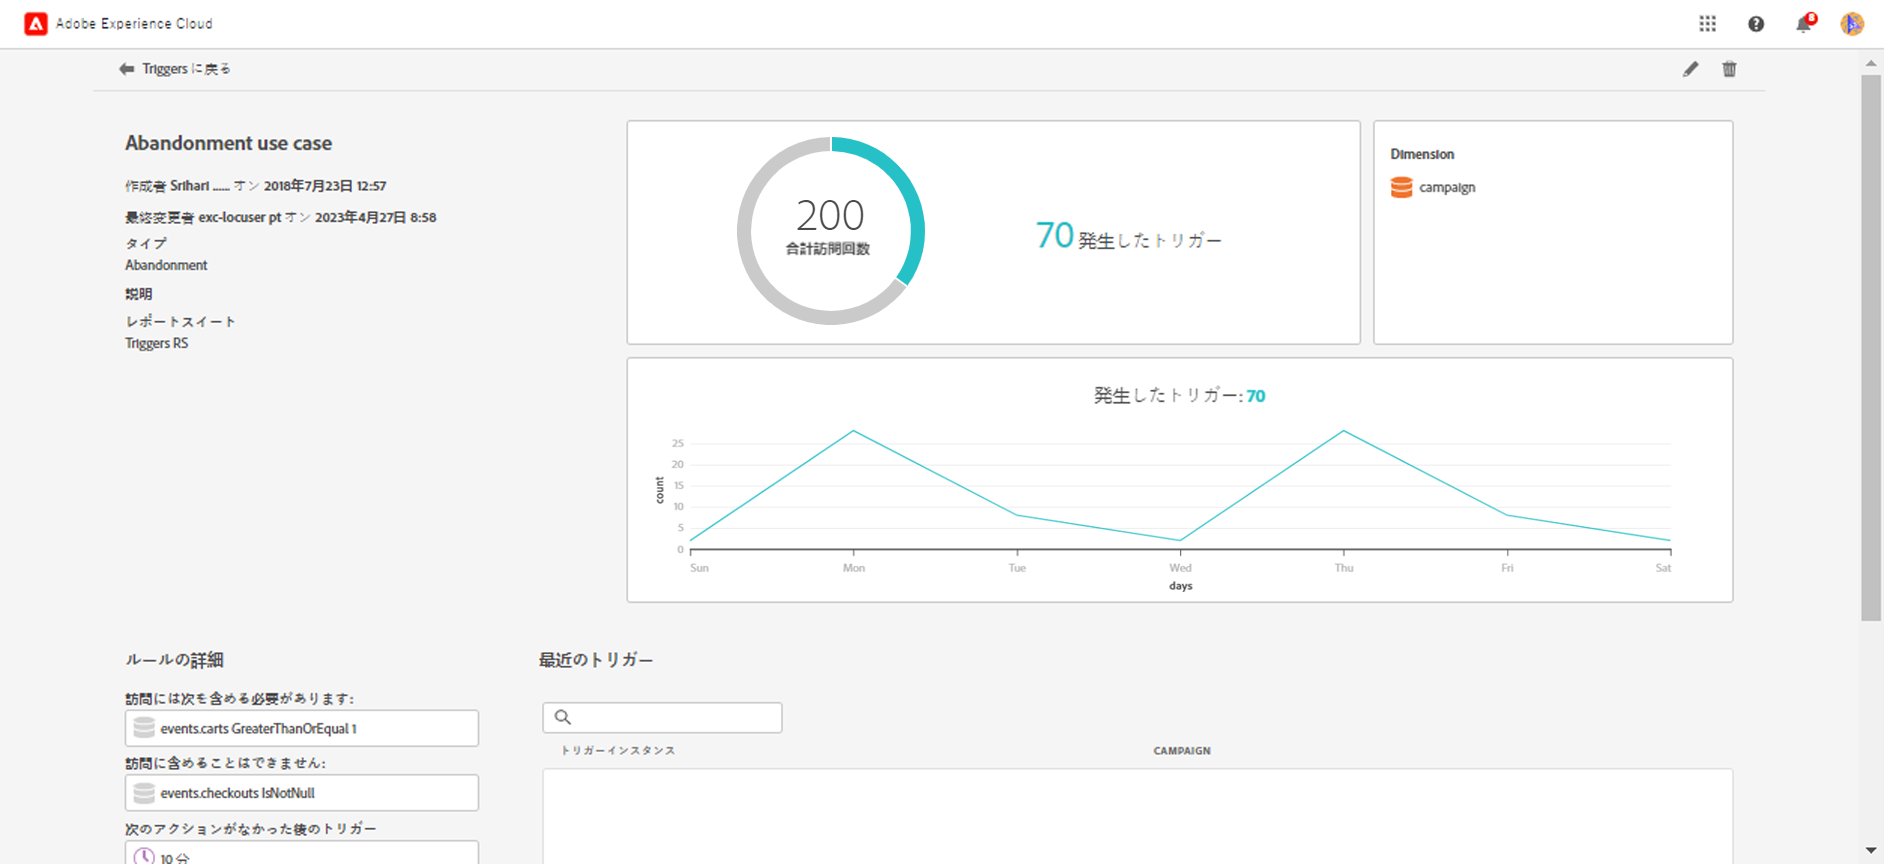 Adobe Experience Cloud
8
Triggers に戻る
Abandonment use case
作成者 Srihari ...... オン 2018年7月23日 12:57
最終変更者 exc-locuser pt オン 2023年4月27日 8:58
タイプ
Abandonment
説明
レポートスイート
Triggers RS
200
合計訪問回数
70 発生したトリガー
Dimension
campaign
発生したトリガー: 70
25
20
15
10
5
0
count
Sun Mon Tue Wed Thu Fri Sat
days
ルールの詳細
訪問には次を含める必要があります:
events.carts GreaterThanOrEqual 1
訪問に含めることはできません:
events.checkouts IsNotNull
次のアクションがなかった後のトリガー
10 分
最近のトリガー
トリガーインスタンス CAMPAIGN